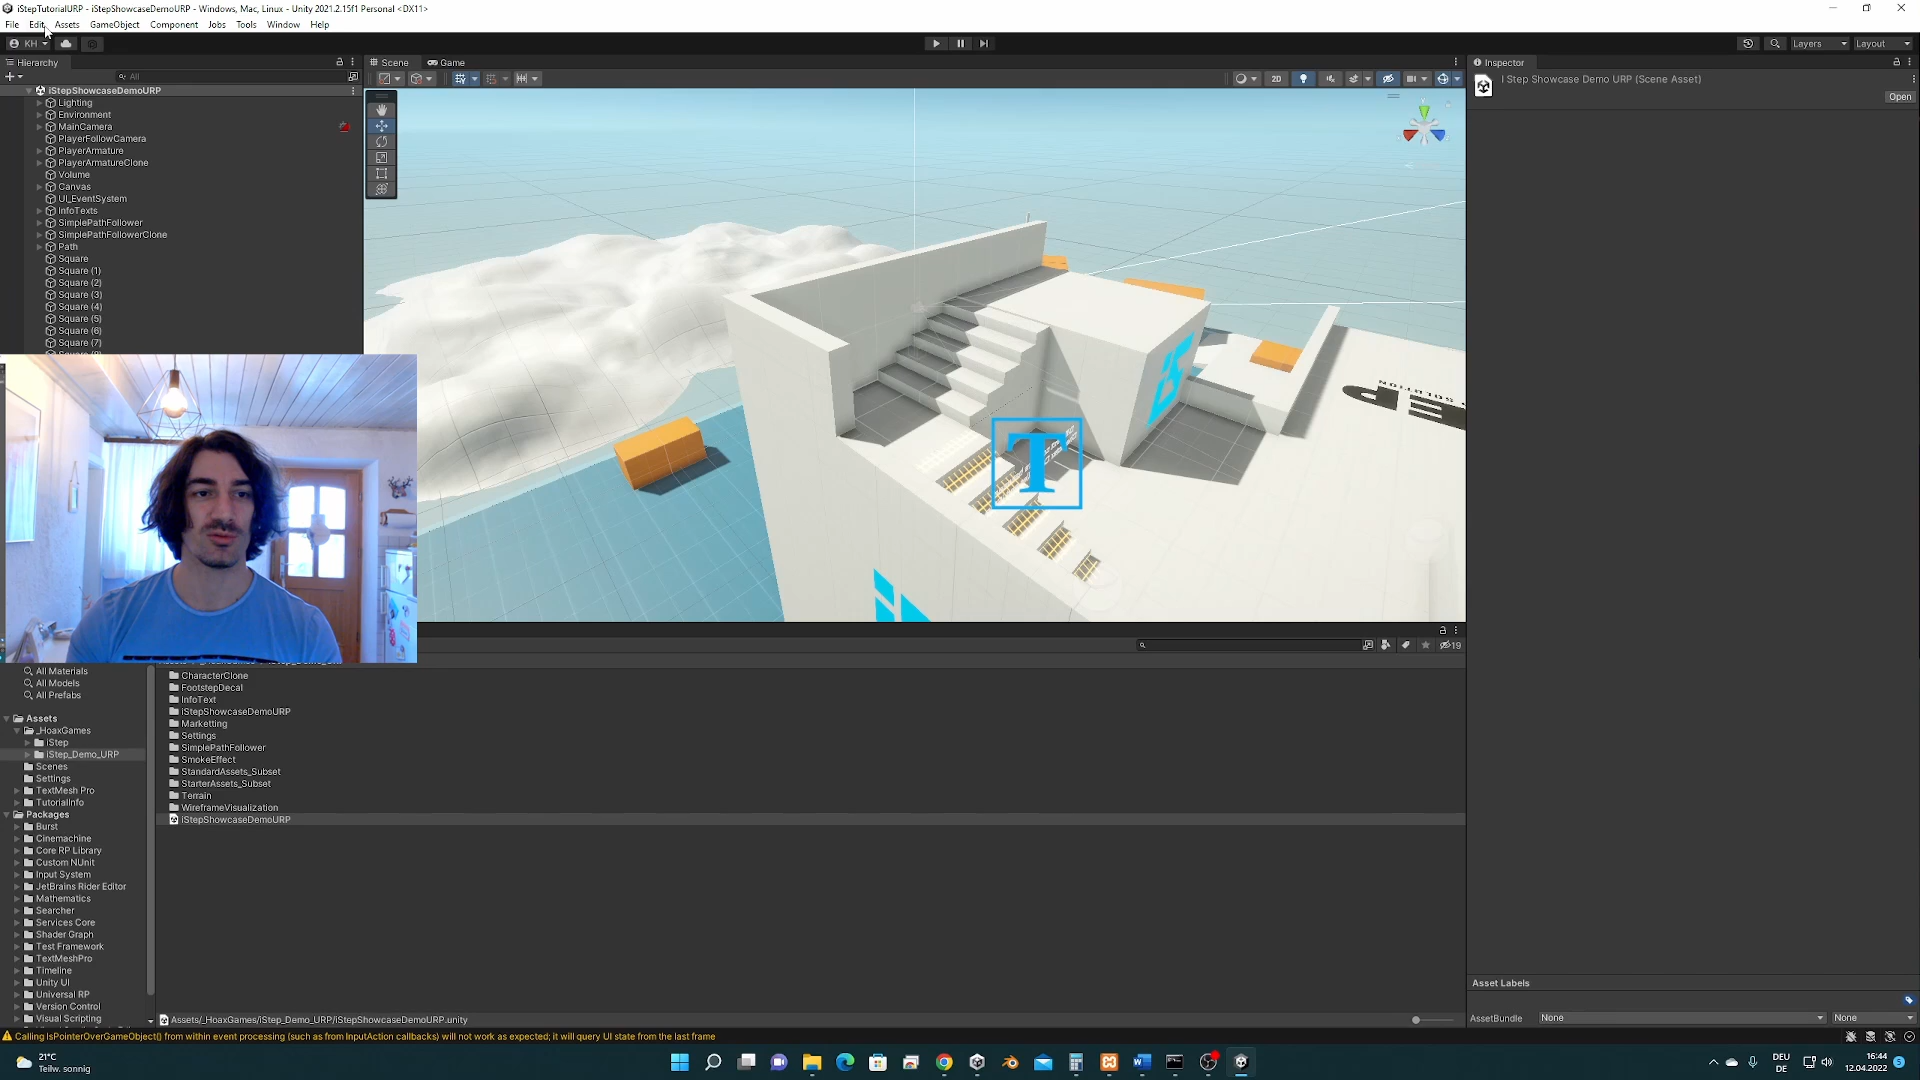 iStepTutorialURP - iStepShowcaseDemoURP - Windows, Mac, Linux - Unity 2021.2.15f1 Personal <DX11>
File Edit Assets GameObject Component Jobs Tools Window Help
KH
Layers
Layout
Hierarchy
Scene
Game
Inspector
All
2D
iStepShowcaseDemoURP
Lighting
Environment
MainCamera
PlayerFollowCamera
PlayerArmature
PlayerArmatureClone
Volume
Canvas
UI_EventSystem
InfoTexts
SimplePathFollower
SimplePathFollowerClone
Path
Square
Square (1)
Square (2)
Square (3)
Square (4)
Square (5)
Square (6)
Square (7)
I Step Showcase Demo URP (Scene Asset)
Open
T
19
All Materials
All Models
All Prefabs
Assets
_HoaxGames
iStep
iStep_Demo_URP
Scenes
Settings
TextMesh Pro
TutorialInfo
Packages
Burst
Cinemachine
Core RP Library
Custom NUnit
Input System
JetBrains Rider Editor
Mathematics
Searcher
Services Core
Shader Graph
Test Framework
TextMeshPro
Timeline
Unity UI
Universal RP
Version Control
Visual Scripting
CharacterClone
FootstepDecal
InfoText
iStepShowcaseDemoURP
Marketting
Settings
SimplePathFollower
SmokeEffect
StandardAssets_Subset
StarterAssets_Subset
Terrain
WireframeVisualization
iStepShowcaseDemoURP
Assets/_HoaxGames/iStep_Demo_URP/iStepShowcaseDemoURP.unity
Asset Labels
AssetBundle
None
None
Calling IsPointerOverGameObject() from within event processing (such as from InputAction callbacks) will not work as expected; it will query UI state from the last frame
21°C
Teilw. sonnig
DEU
DE
16:44
12.04.2022
5